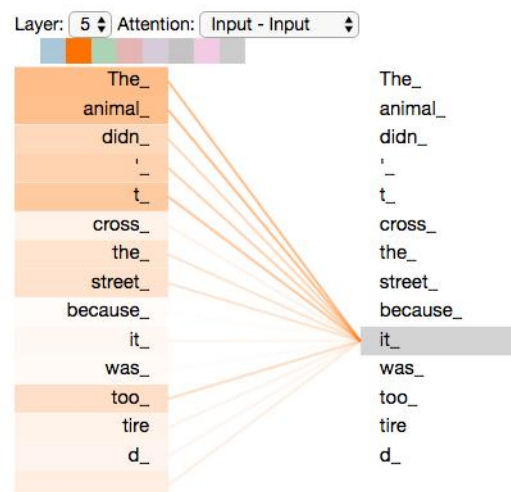 Layer: 5 Attention: Input - Input
The_ The_
animal_ animal_
didn_ didn_
'_ '_
t_ t_
cross_ cross_
the_ the_
street_ street_
because_ because_
it_ it_
was_ was_
too_ too_
tire tire
d_ d_